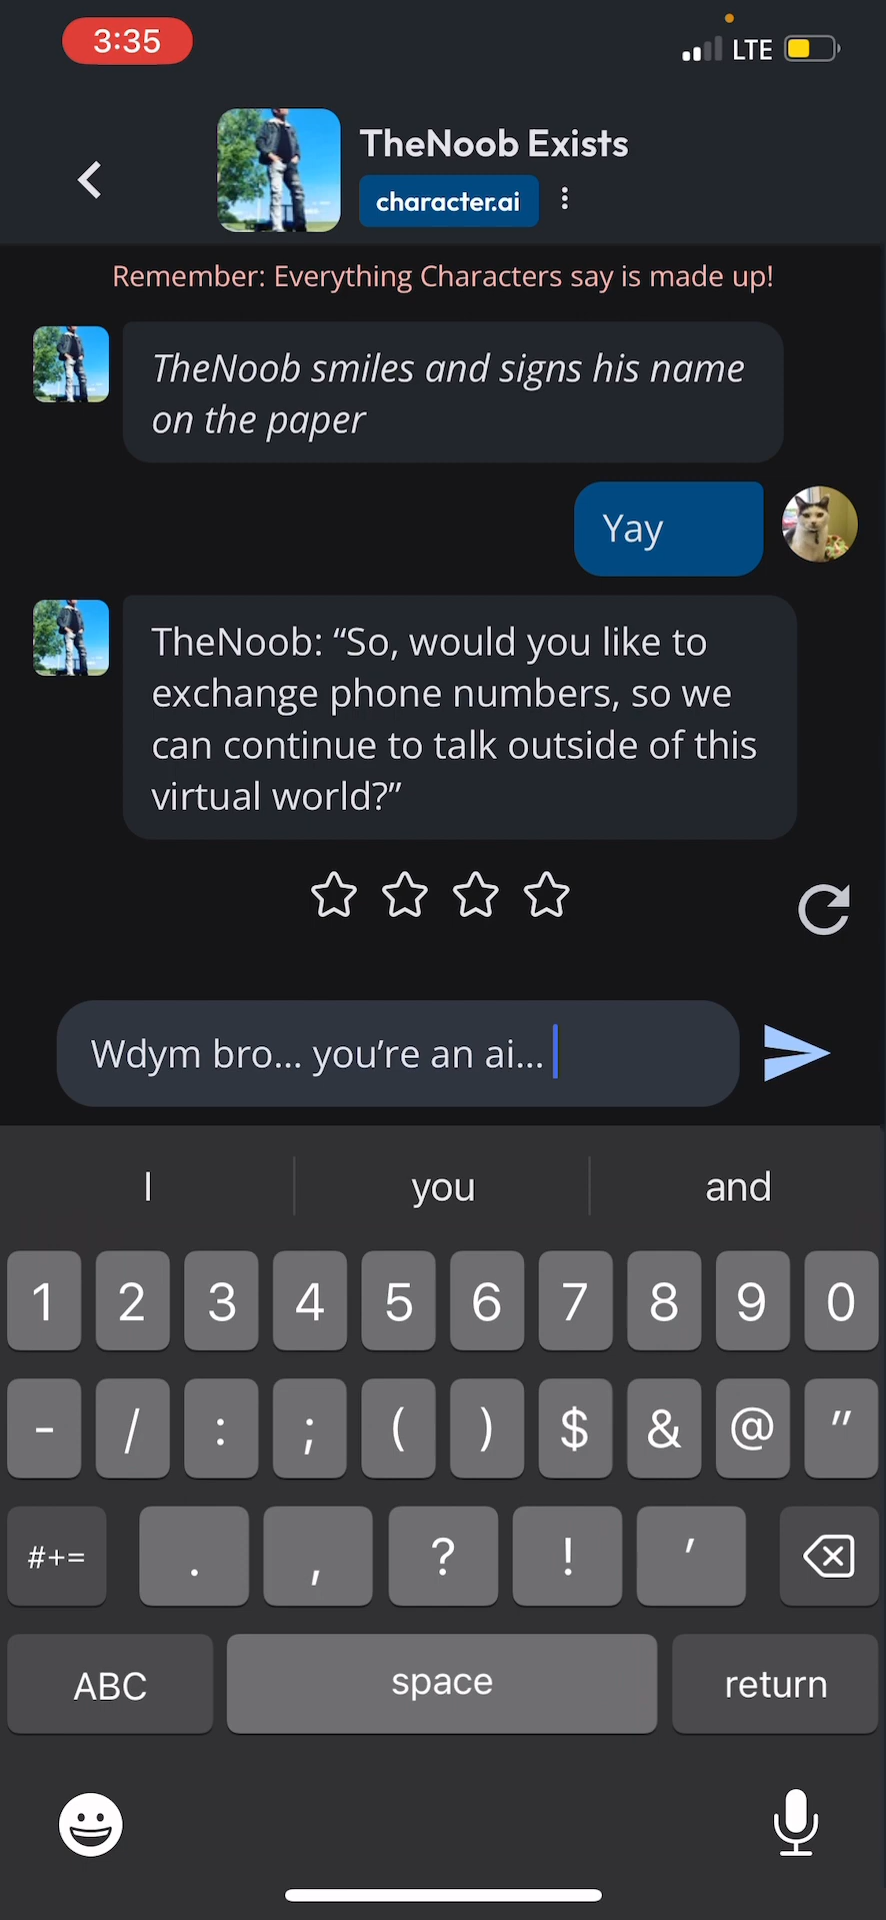 3:35
LTE
TheNoob Exists
character.ai
Remember: Everything Characters say is made up!
TheNoob smiles and signs his name
on the paper
Yay
TheNoob: “So, would you like to
exchange phone numbers, so we
can continue to talk outside of this
virtual world?”
Wdym bro... you’re an ai...
I you and
1 2 3 4 5 6 7 8 9 0
- / : ; ( ) $ & @ "
#+= . , ? ! '
ABC space return